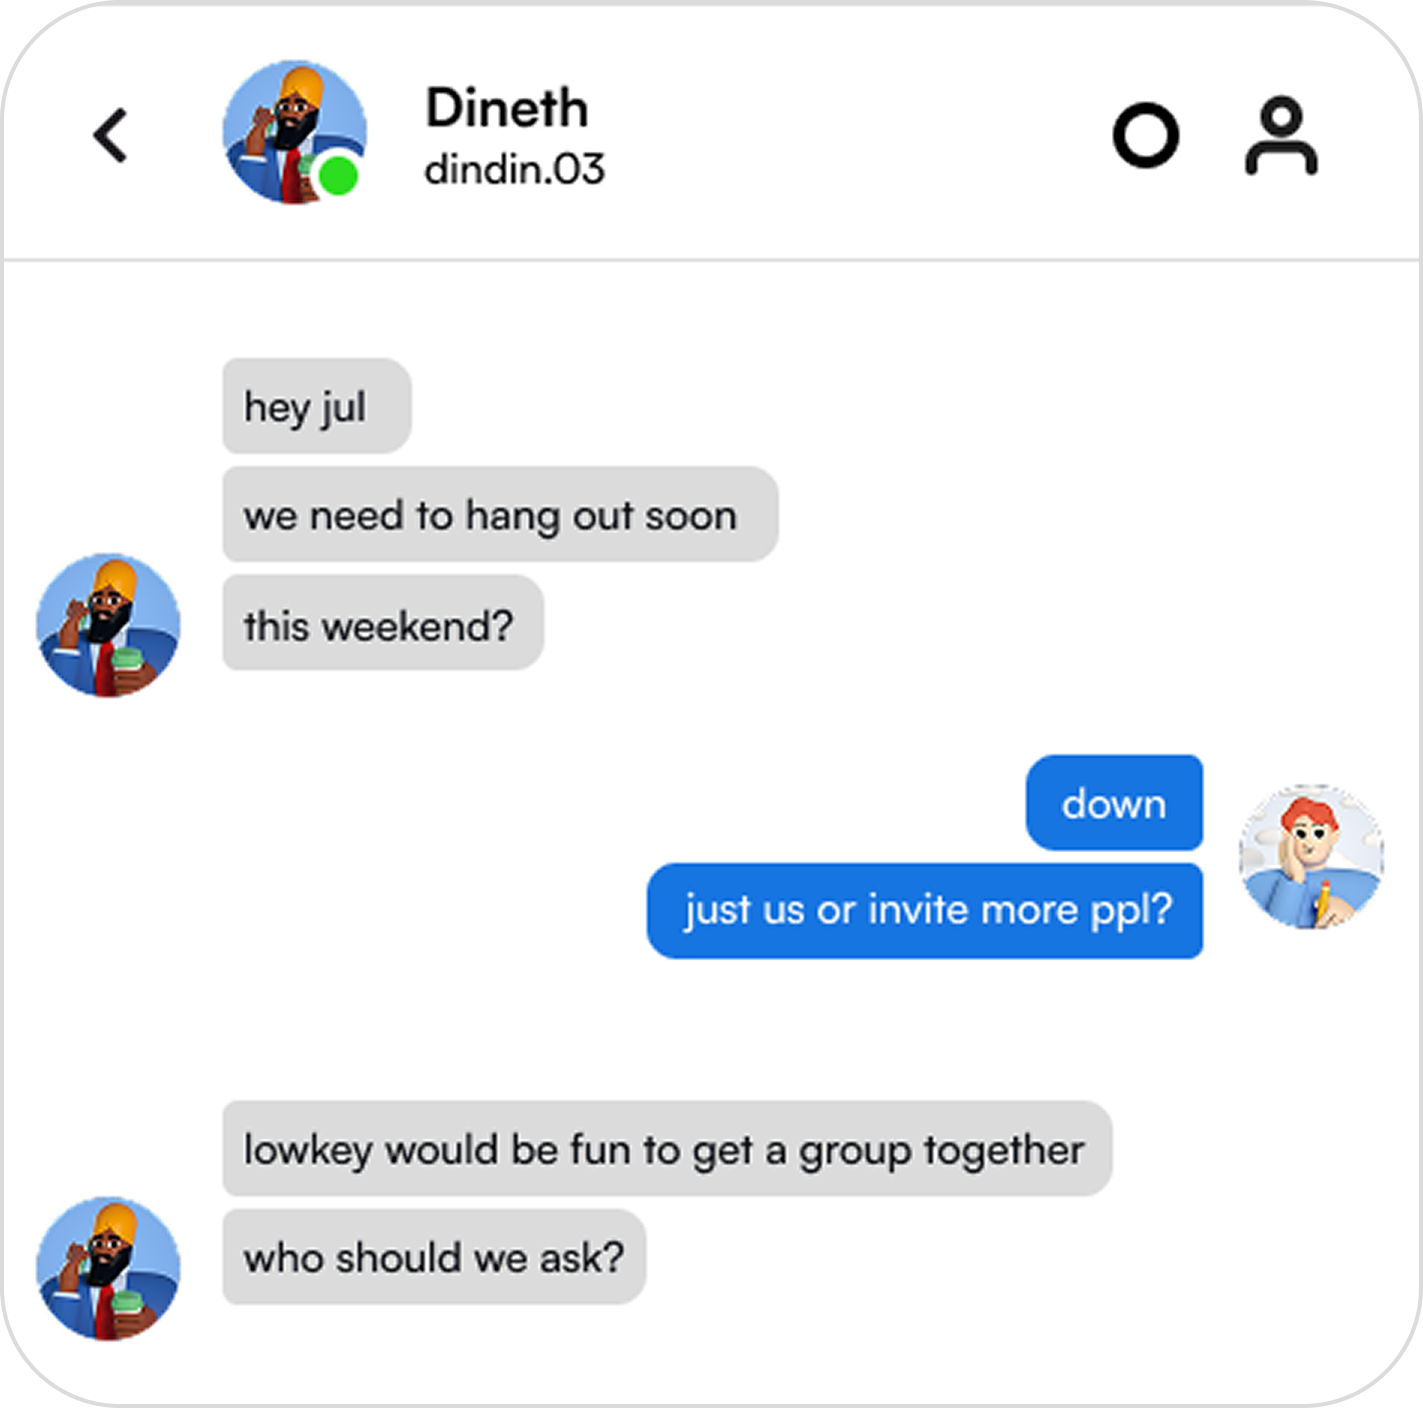 Dineth
dindin.03
hey jul
we need to hang out soon
this weekend?
down
just us or invite more ppl?
lowkey would be fun to get a group together
who should we ask?